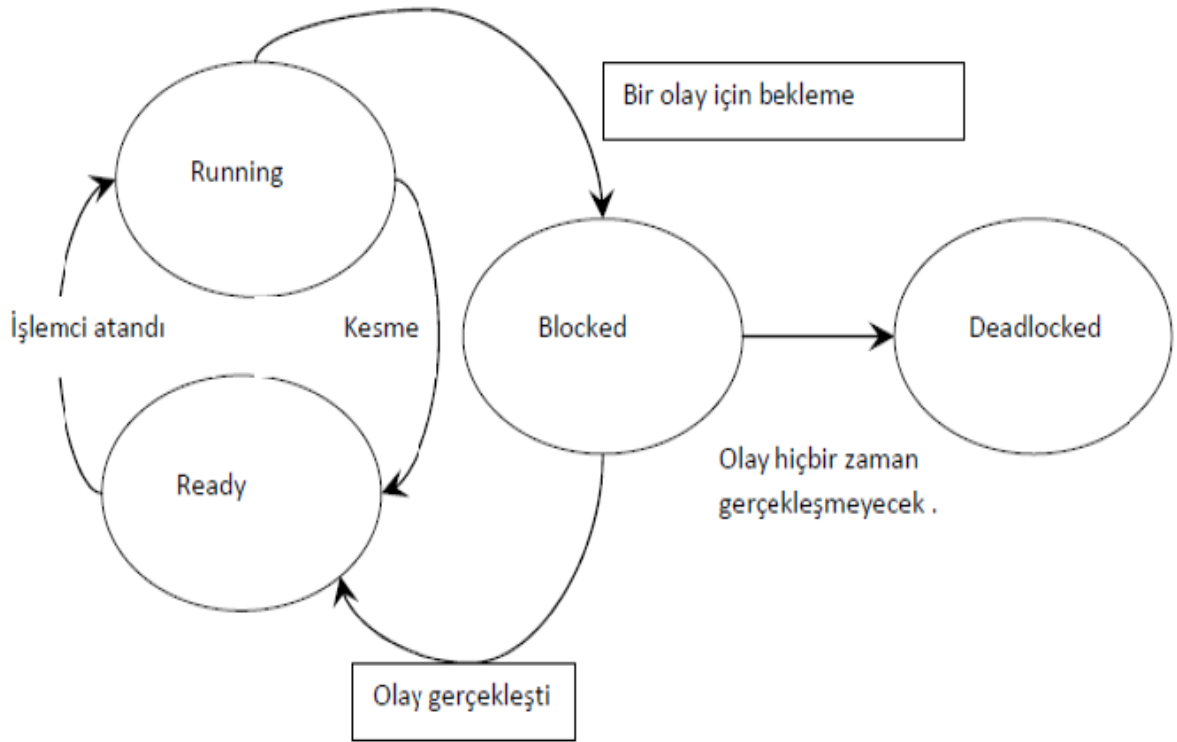 Bir olay için bekleme
Running
İşlemci atandı
Kesme
Blocked
Deadlocked
Olay hiçbir zaman
gerçekleşmeyecek .
Ready
Olay gerçekleşti